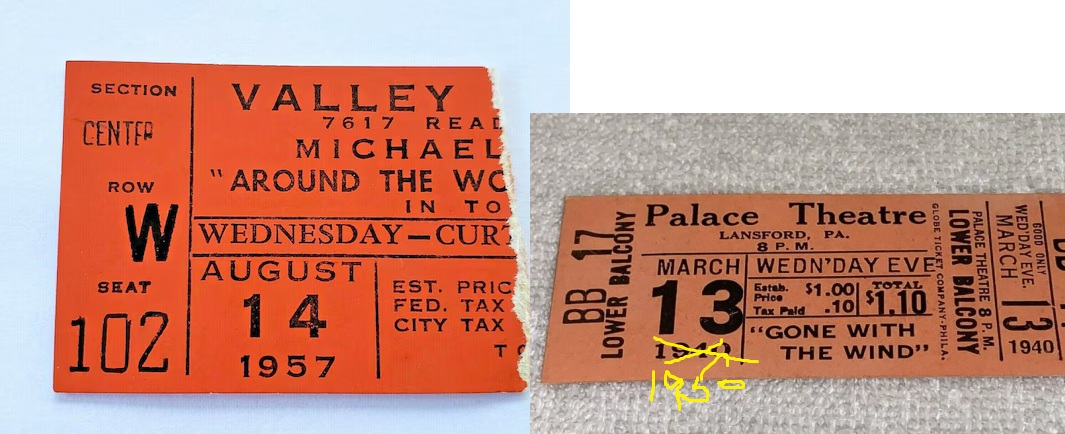 SECTION
CENTER
ROW
W
SEAT
102
VALLEY
7617 READ
MICHAEL
"AROUND THE WO
IN TO
WEDNESDAY—CURT
AUGUST
14
1957
EST. PRIC
FED. TAX
CITY TAX
BB 17
LOWER BALCONY
Palace Theatre
LANSFORD, PA.
8 P.M.
MARCH
13
1940
1950
WEDN'DAY EVE
Estab. Price $1.00
Tax Paid .10
TOTAL
$1.10
"GONE WITH
THE WIND"
GLOBE TICKET COMPANY-PHILA.
LOWER BALCONY
PALACE THEATRE 8 P.M.
WED'DAY EVE.
MARCH
13
1940
GOOD ONLY